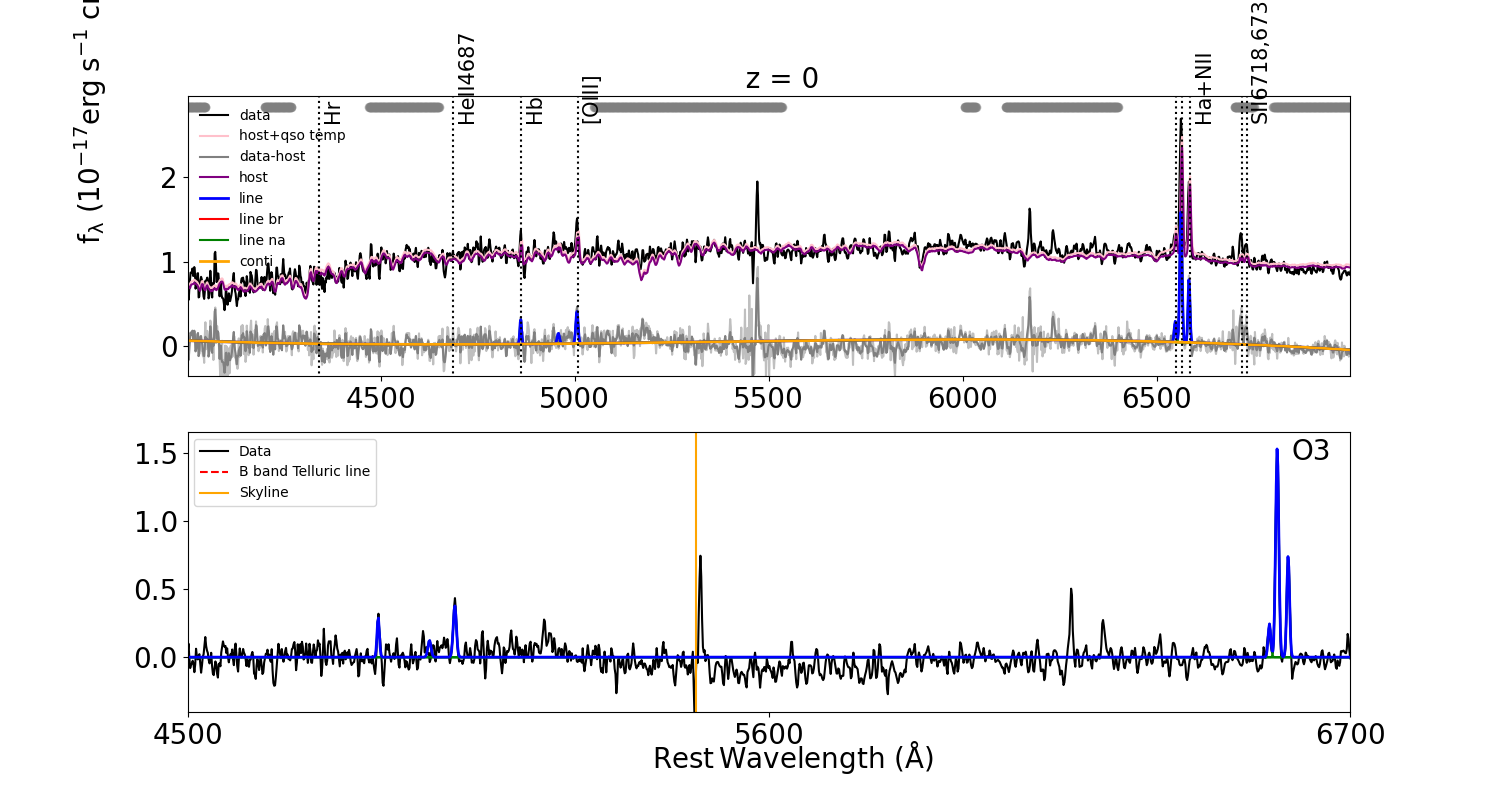 z = 0
Hr
HeII4687
Hb
[OIII]
Ha+NII
SII6718,673
data
host+qso temp
data-host
host
line
line br
line na
conti
fλ (10−17erg s−1 c
2
1
0
4500
5000
5500
6000
6500
Data
B band Telluric line
Skyline
O3
1.5
1.0
0.5
0.0
4500
5600
6700
Rest Wavelength (Å)